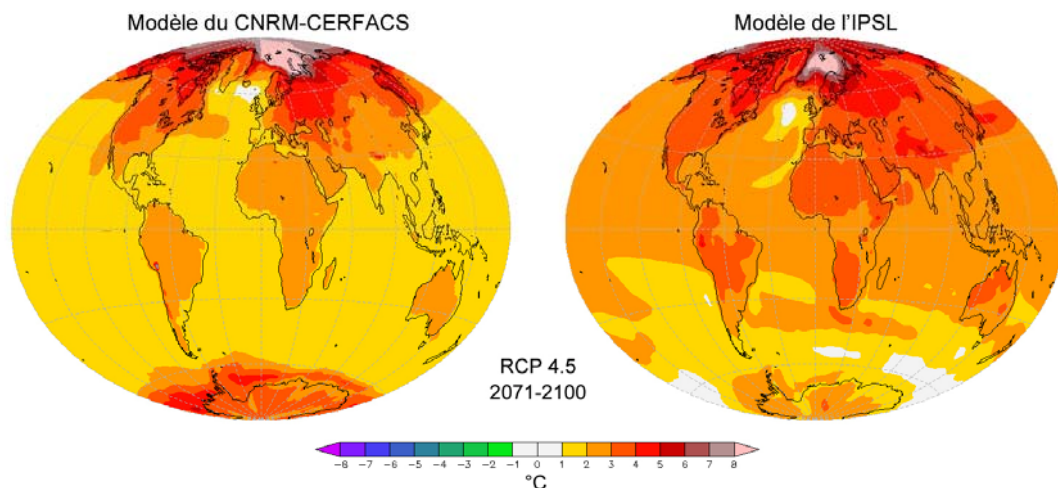 Modèle du CNRM-CERFACS
Modèle de l'IPSL
RCP 4.5
2071-2100
-8 -7 -6 -5 -4 -3 -2 -1 0 1 2 3 4 5 6 7 8
°C